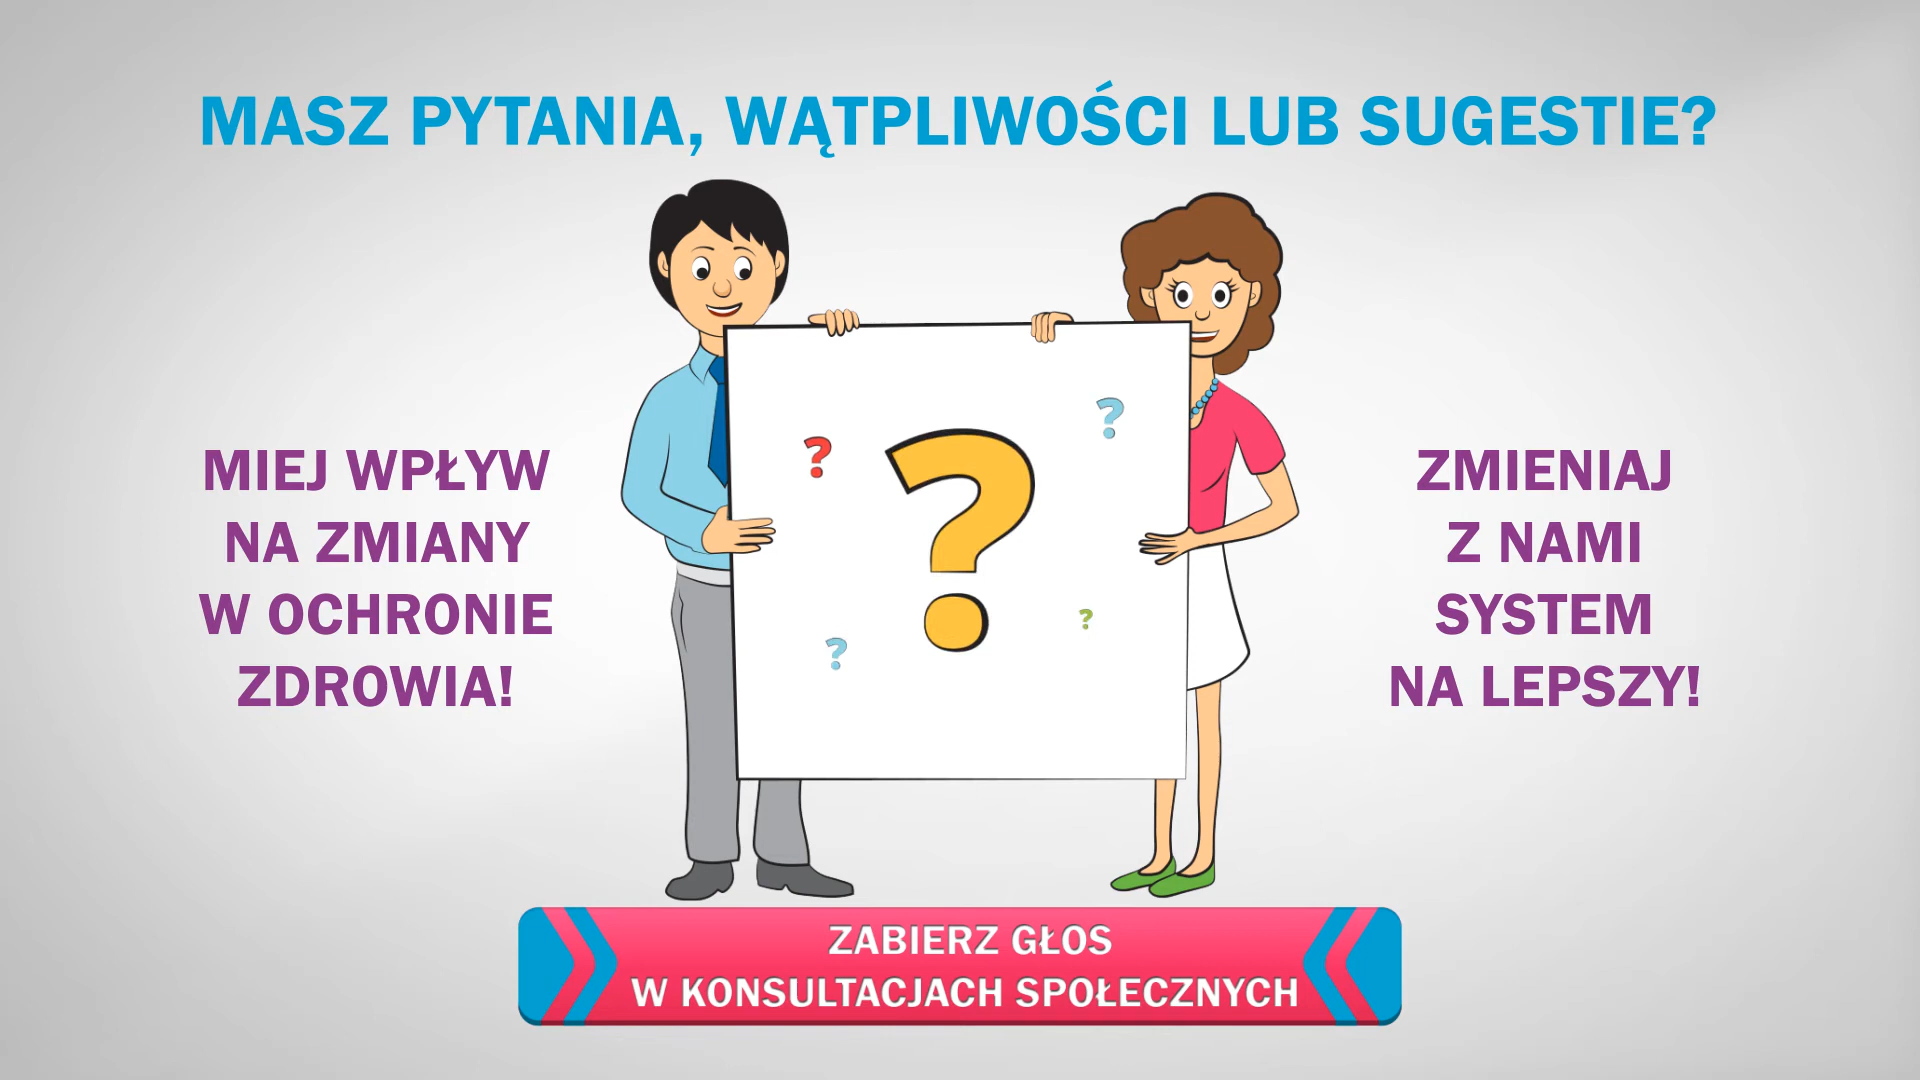 MASZ PYTANIA, WĄTPLIWOŚCI LUB SUGESTIE?
MIEJ WPŁYW
NA ZMIANY
W OCHRONIE
ZDROWIA!
?
?
?
?
?
ZMIENIAJ
Z NAMI
SYSTEM
NA LEPSZY!
ZABIERZ GŁOS
W KONSULTACJACH SPOŁECZNYCH